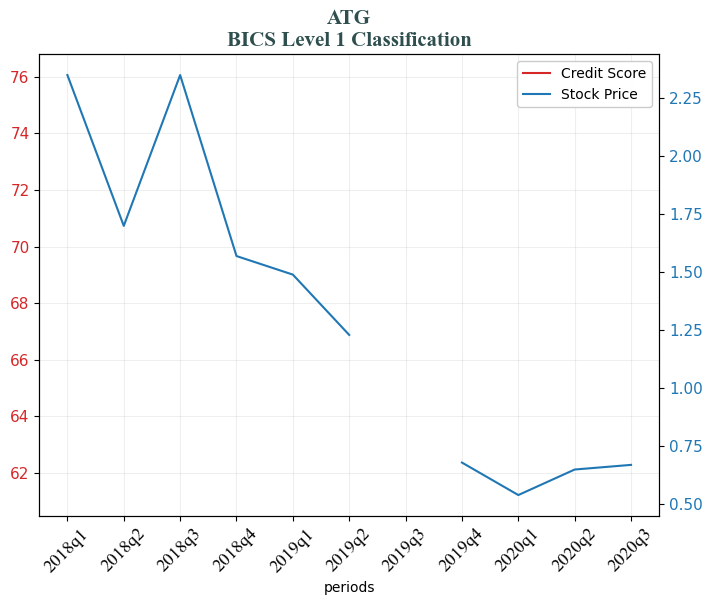 ATG
BICS Level 1 Classification
Credit Score
Stock Price
76
74
72
70
68
66
64
62
2.25
2.00
1.75
1.50
1.25
1.00
0.75
0.50
2018q1
2018q2
2018q3
2018q4
2019q1
2019q2
2019q3
2019q4
2020q1
2020q2
2020q3
periods